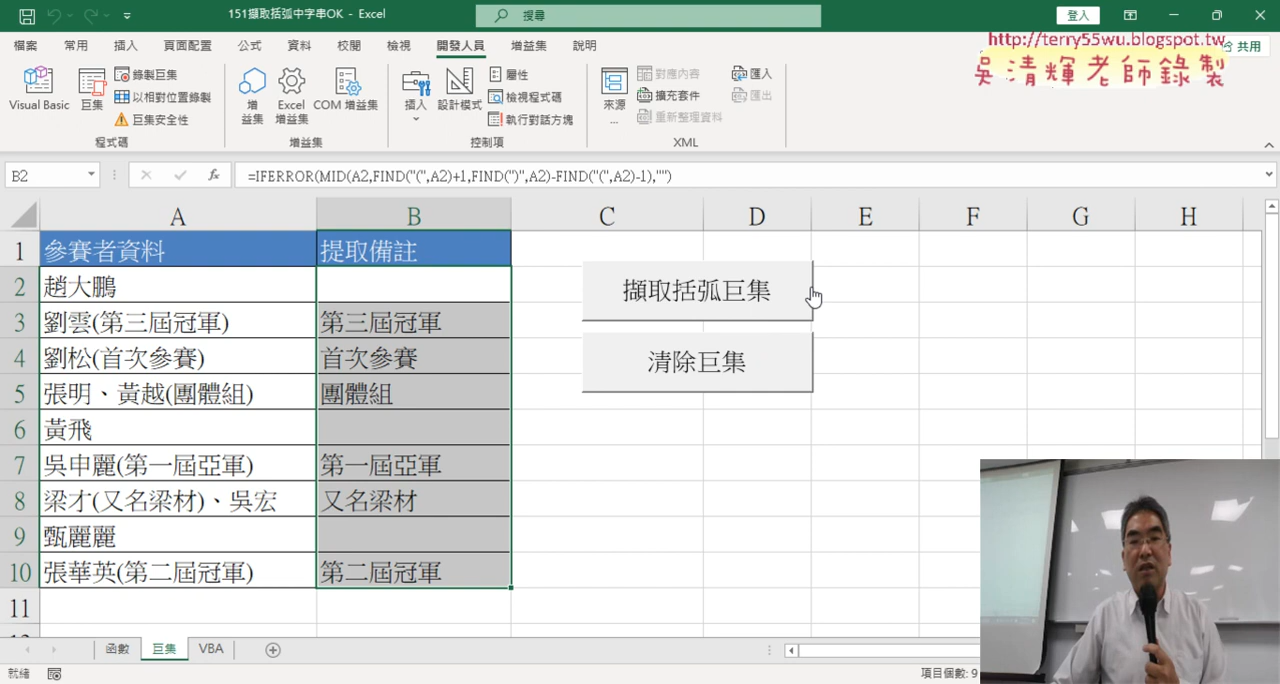 151擷取括弧中字串OK - Excel
搜尋
登入
檔案 常用 插入 頁面配置 公式 資料 校閱 檢視 開發人員 增益集 說明
共用
http://terry55wu.blogspot.tw
吳清輝老師錄製
Visual Basic
巨集
錄製巨集
以相對位置錄製
巨集安全性
增益集
Excel 增益集
COM 增益集
插入
設計模式
屬性
檢視程式碼
執行對話方塊
來源
...
對應內容
擴充套件
重新整理資料
匯入
匯出
程式碼 增益集 控制項 XML
B2
fx
=IFERROR(MID(A2,FIND("(",A2)+1,FIND(")",A2)-FIND("(",A2)-1),"")
A B C D E F G H
1 參賽者資料 提取備註
2 趙大鵬
擷取括弧巨集
3 劉雲(第三屆冠軍) 第三屆冠軍
4 劉松(首次參賽) 首次參賽
清除巨集
5 張明、黃越(團體組) 團體組
6 黃飛
7 吳申麗(第一屆亞軍) 第一屆亞軍
8 梁才(又名梁材)、吳宏 又名梁材
9 甄麗麗
10 張華英(第二屆冠軍) 第二屆冠軍
11
函數 巨集 VBA
就緒
項目個數: 9